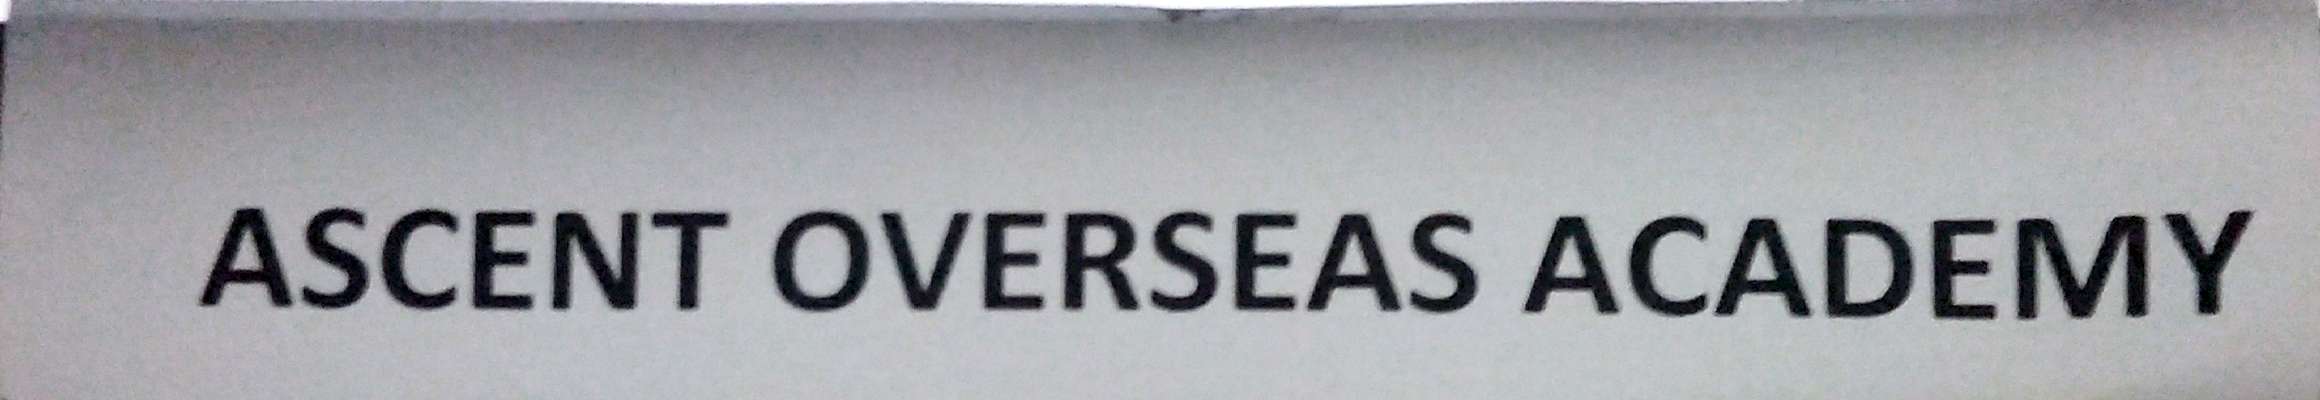 ASCENT OVERSEAS ACADEMY